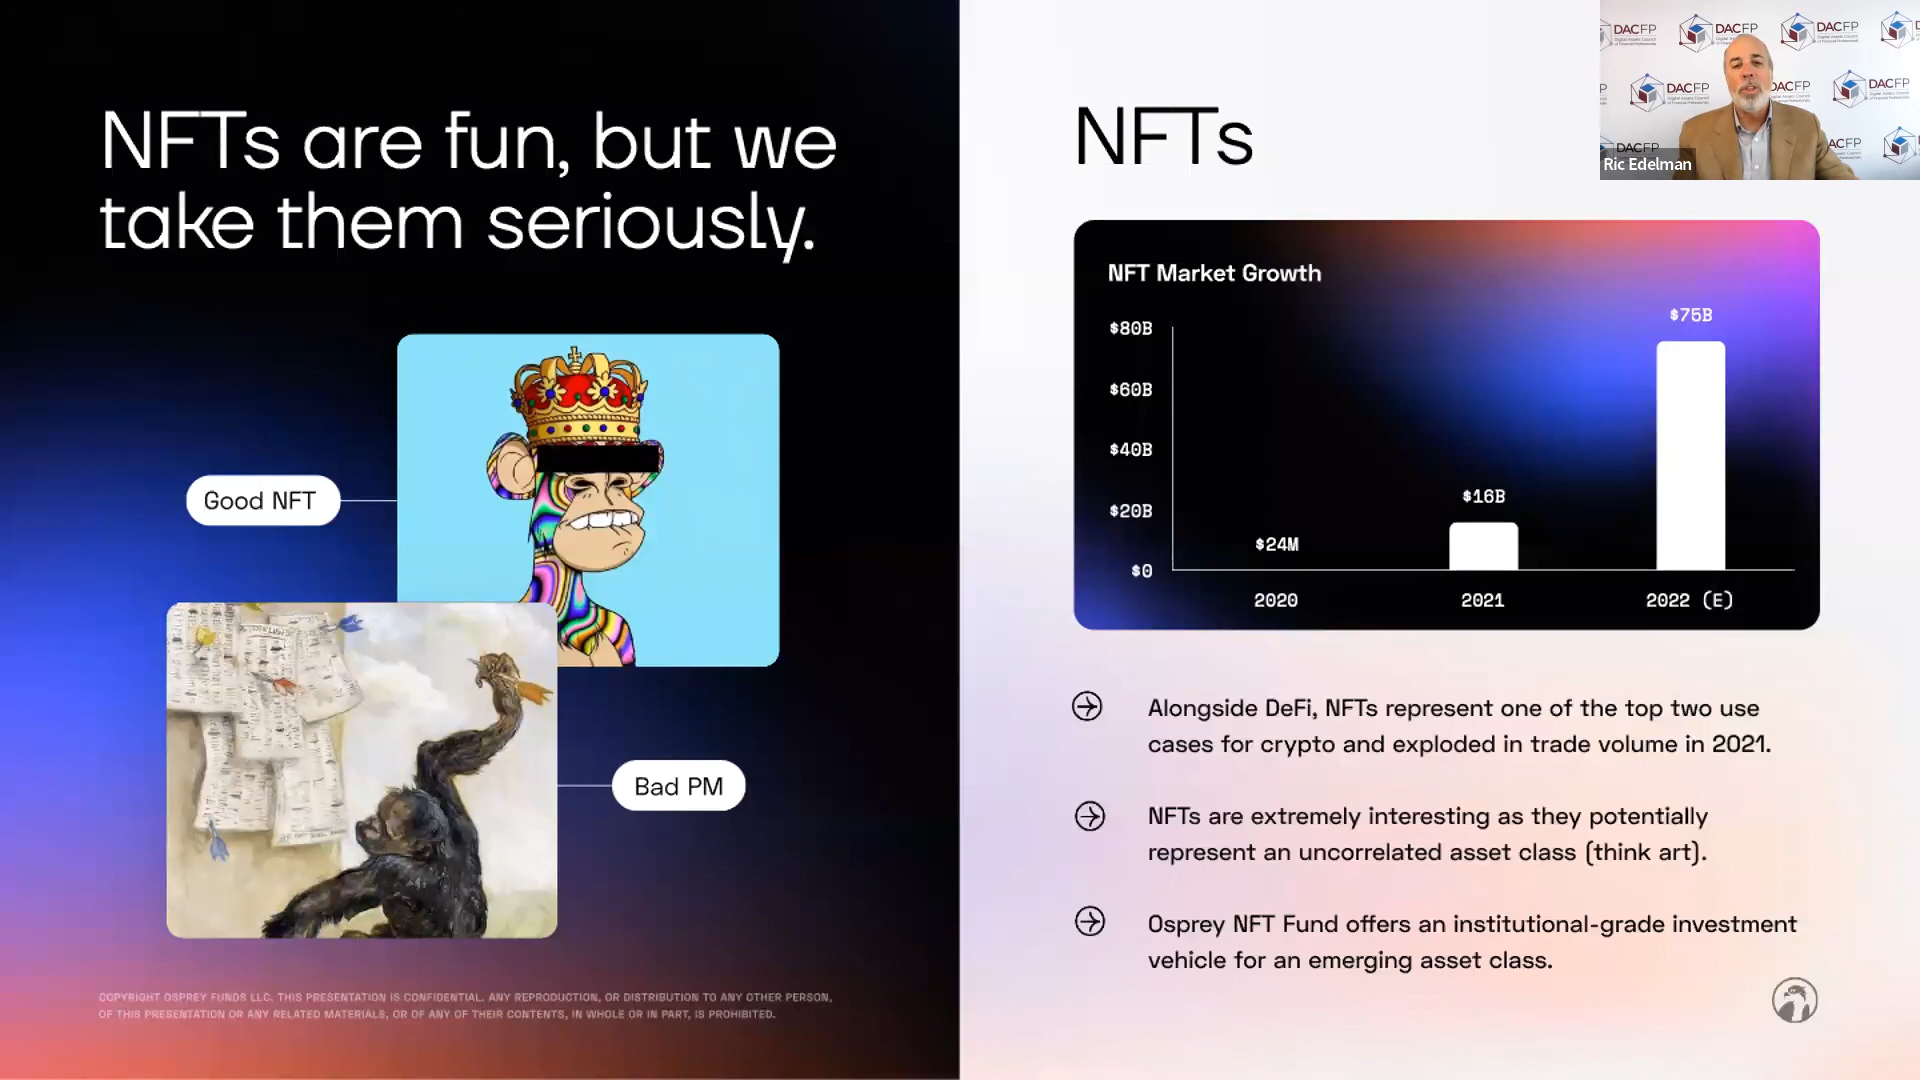 NFTs are fun, but we
take them seriously.
Good NFT
Bad PM
COPYRIGHT OSPREY FUNDS LLC. THIS PRESENTATION IS CONFIDENTIAL. ANY REPRODUCTION, OR DISTRIBUTION TO ANY OTHER PERSON,
OF THIS PRESENTATION OR ANY RELATED MATERIALS, OR OF ANY OF THEIR CONTENTS, IN WHOLE OR IN PART, IS PROHIBITED.
NFTs
NFT Market Growth
$80B
$60B
$40B
$20B
$0
$24M
$16B
$75B
2020
2021
2022 (E)
Alongside DeFi, NFTs represent one of the top two use
cases for crypto and exploded in trade volume in 2021.
NFTs are extremely interesting as they potentially
represent an uncorrelated asset class (think art).
Osprey NFT Fund offers an institutional-grade investment
vehicle for an emerging asset class.
DACFP
DACFP
DACFP
DACFP
DACFP
DACFP
DACFP
Ric Edelman